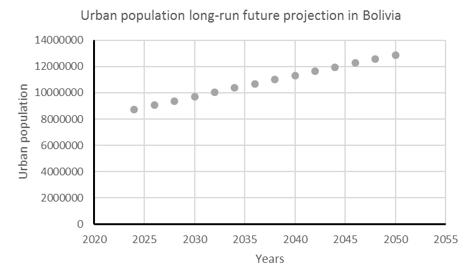 Urban population long-run future projection in Bolivia
14000000
12000000
10000000
8000000
6000000
4000000
2000000
0
Urban population
2020 2025 2030 2035 2040 2045 2050 2055
Years